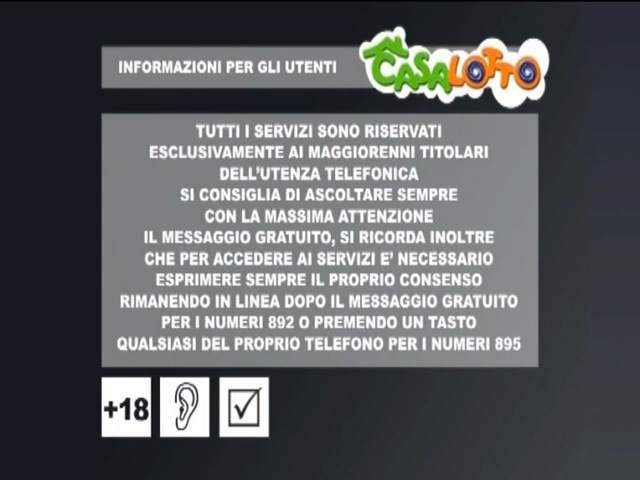 INFORMAZIONI PER GLI UTENTI
CASALOTTO
TUTTI I SERVIZI SONO RISERVATI
ESCLUSIVAMENTE AI MAGGIORENNI TITOLARI
DELL'UTENZA TELEFONICA
SI CONSIGLIA DI ASCOLTARE SEMPRE
CON LA MASSIMA ATTENZIONE
IL MESSAGGIO GRATUITO, SI RICORDA INOLTRE
CHE PER ACCEDERE AI SERVIZI E' NECESSARIO
ESPRIMERE SEMPRE IL PROPRIO CONSENSO
RIMANENDO IN LINEA DOPO IL MESSAGGIO GRATUITO
PER I NUMERI 892 O PREMENDO UN TASTO
QUALSIASI DEL PROPRIO TELEFONO PER I NUMERI 895
+18